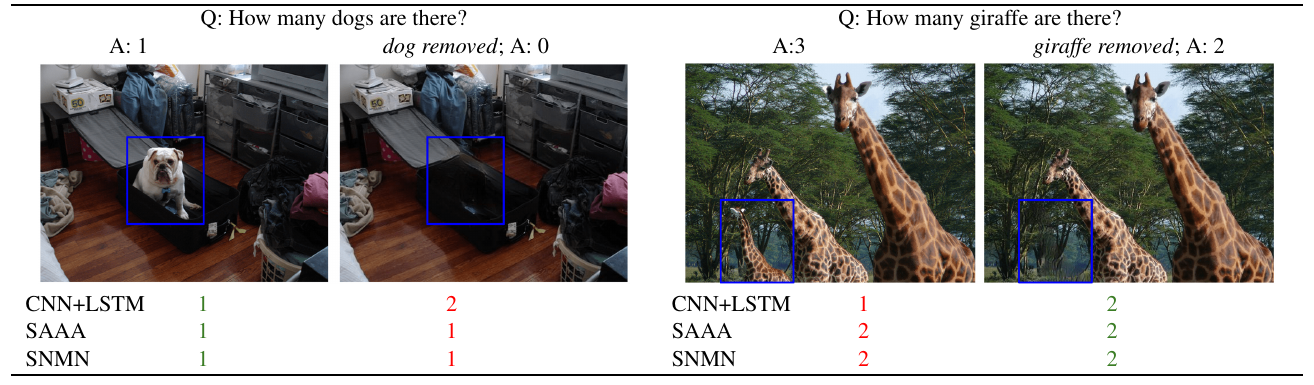 Q: How many dogs are there?
A: 1 dog removed; A: 0
50
CNN+LSTM 1 2
SAAA 1 1
SNMN 1 1
Q: How many giraffe are there?
A:3 giraffe removed; A: 2
CNN+LSTM 1 2
SAAA 2 2
SNMN 2 2